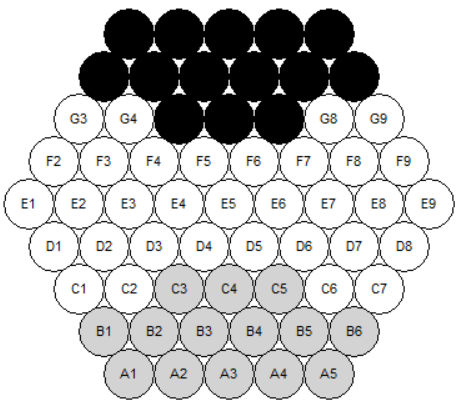 G3 G4 G8 G9
F2 F3 F4 F5 F6 F7 F8 F9
E1 E2 E3 E4 E5 E6 E7 E8 E9
D1 D2 D3 D4 D5 D6 D7 D8
C1 C2 C3 C4 C5 C6 C7
B1 B2 B3 B4 B5 B6
A1 A2 A3 A4 A5